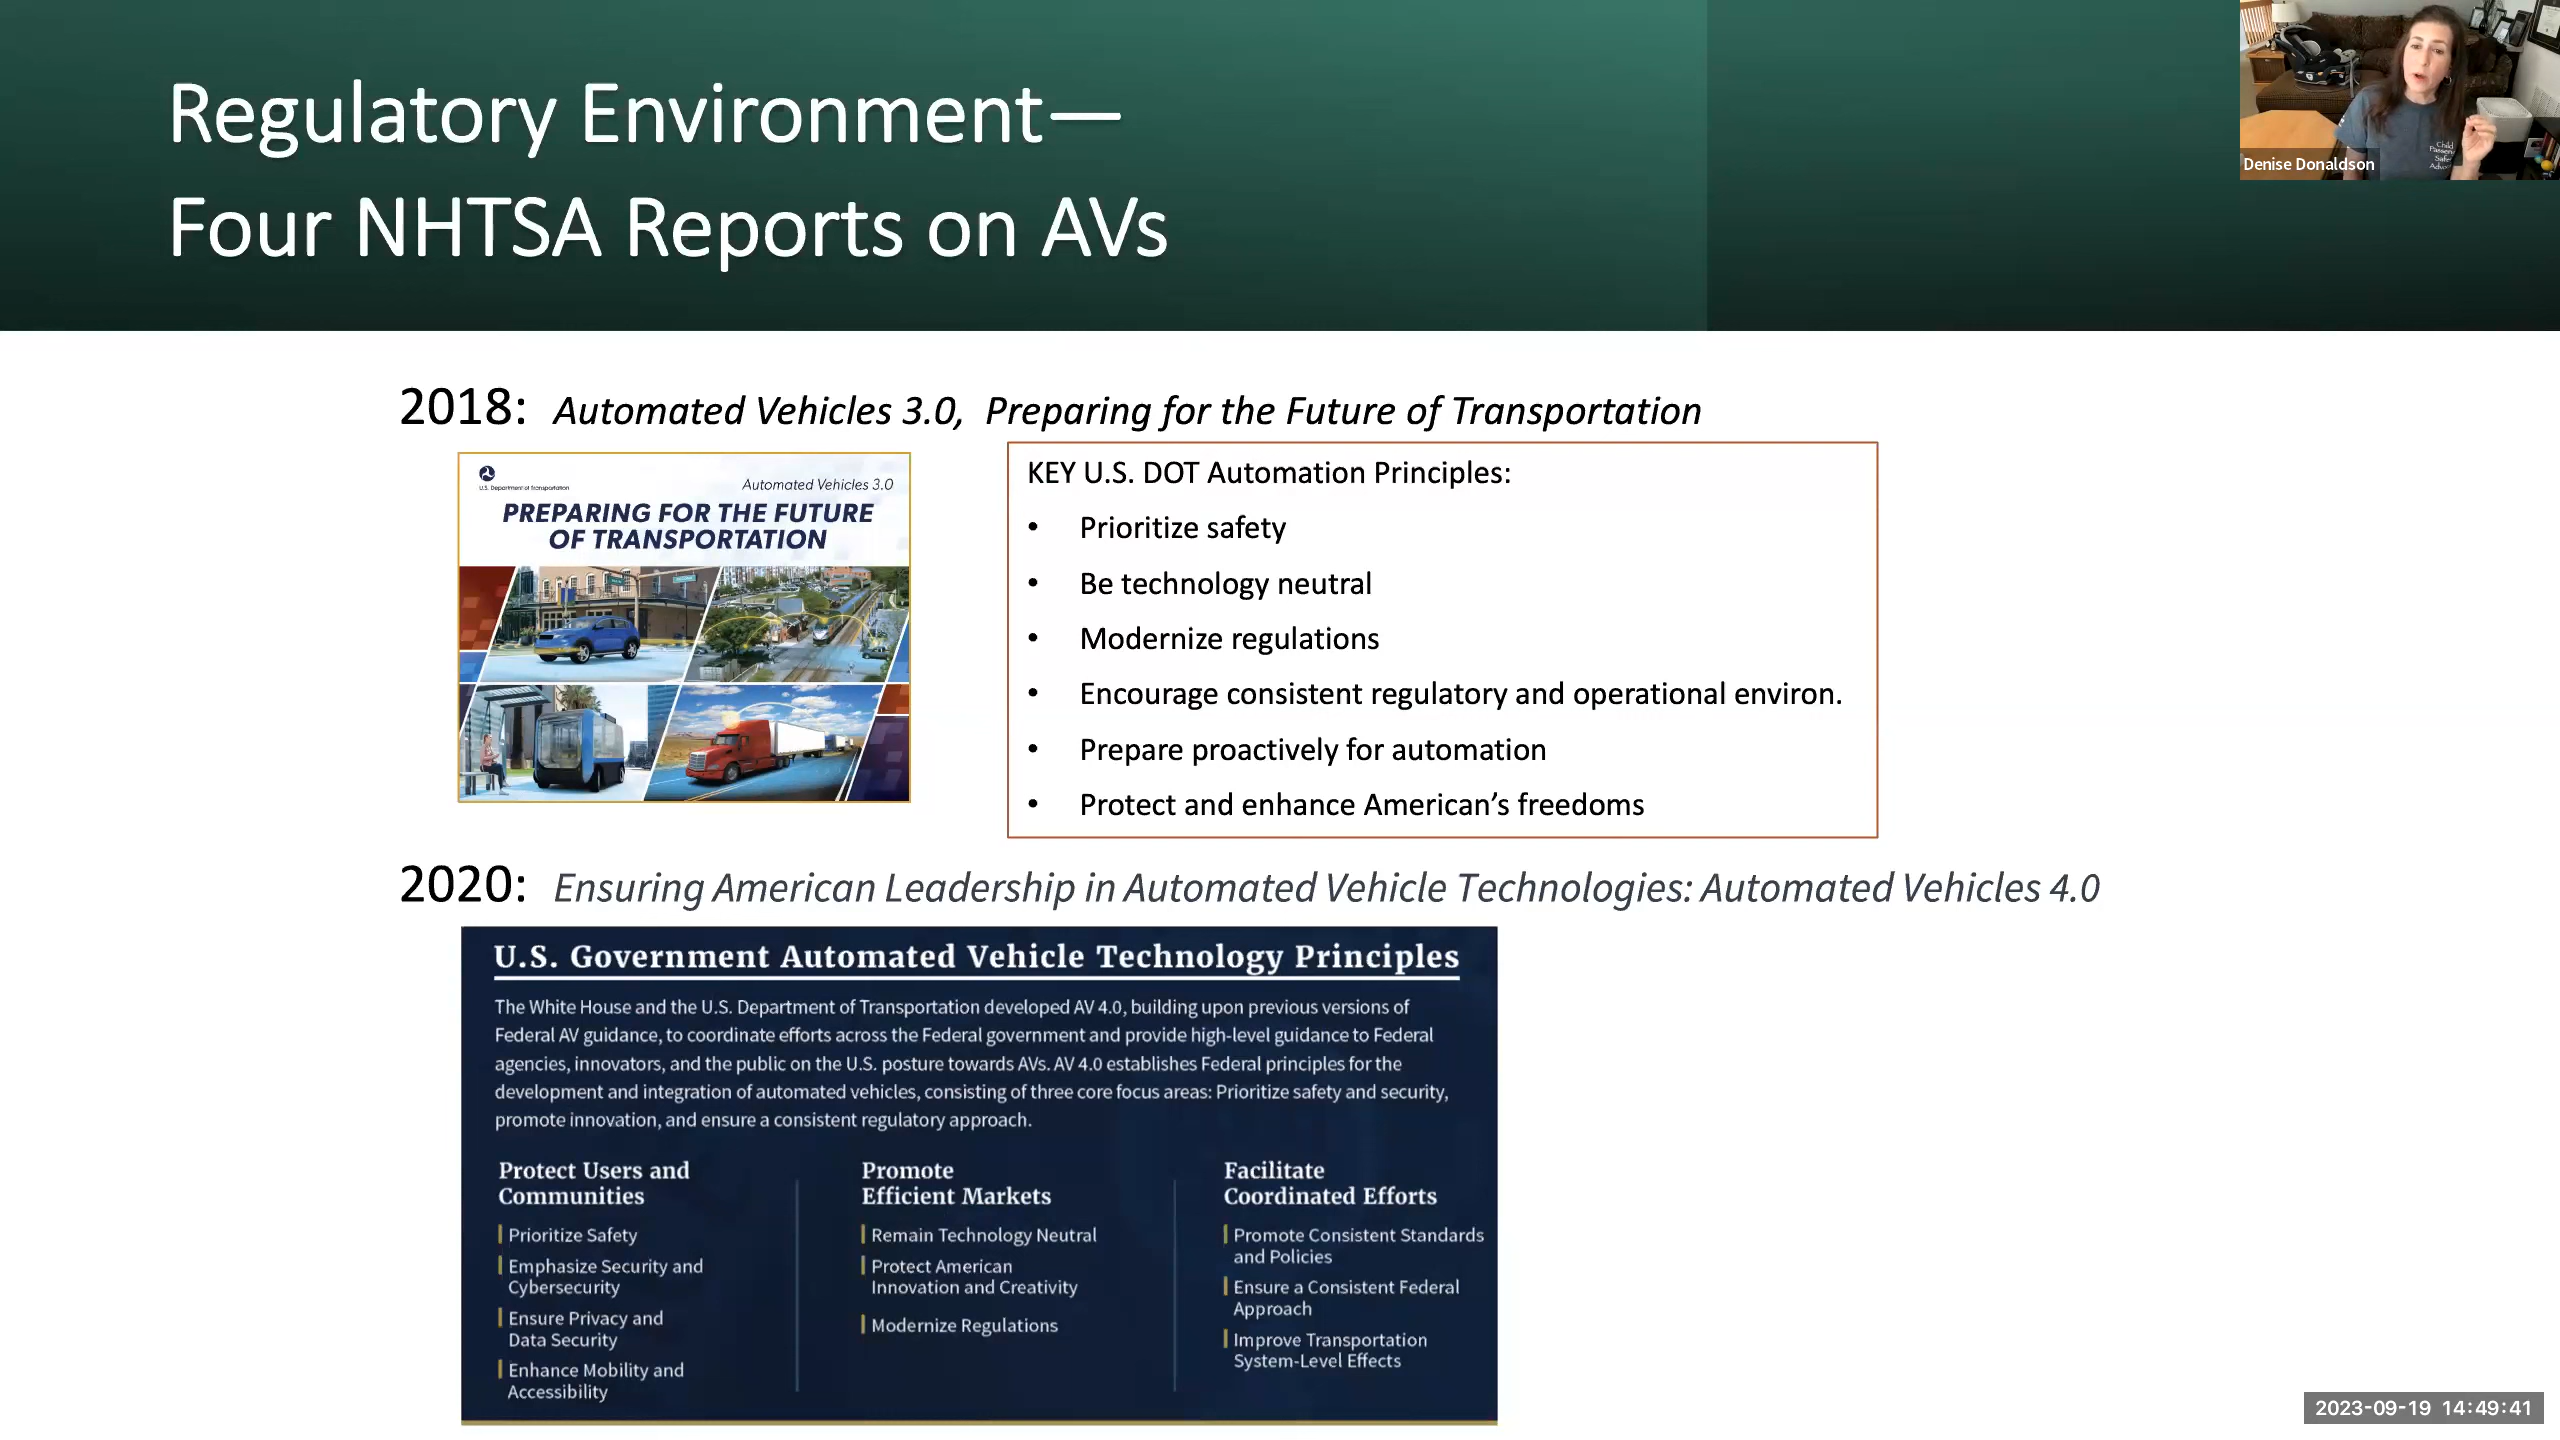 Regulatory Environment—
Four NHTSA Reports on AVs
Denise Donaldson
Child
2018: Automated Vehicles 3.0, Preparing for the Future of Transportation
U.S. Department of Transportation
Automated Vehicles 3.0
PREPARING FOR THE FUTURE
OF TRANSPORTATION
KEY U.S. DOT Automation Principles:
• Prioritize safety
• Be technology neutral
• Modernize regulations
• Encourage consistent regulatory and operational environ.
• Prepare proactively for automation
• Protect and enhance American's freedoms
2020: Ensuring American Leadership in Automated Vehicle Technologies: Automated Vehicles 4.0
U.S. Government Automated Vehicle Technology Principles
The White House and the U.S. Department of Transportation developed AV 4.0, building upon previous versions of
Federal AV guidance, to coordinate efforts across the Federal government and provide high-level guidance to Federal
agencies, innovators, and the public on the U.S. posture towards AVs. AV 4.0 establishes Federal principles for the
development and integration of automated vehicles, consisting of three core focus areas: Prioritize safety and security,
promote innovation, and ensure a consistent regulatory approach.
Protect Users and
Communities
Prioritize Safety
Emphasize Security and
Cybersecurity
Ensure Privacy and
Data Security
Enhance Mobility and
Accessibility
Promote
Efficient Markets
Remain Technology Neutral
Protect American
Innovation and Creativity
Modernize Regulations
Facilitate
Coordinated Efforts
Promote Consistent Standards
and Policies
Ensure a Consistent Federal
Approach
Improve Transportation
System-Level Effects
2023-09-19 14:49:41